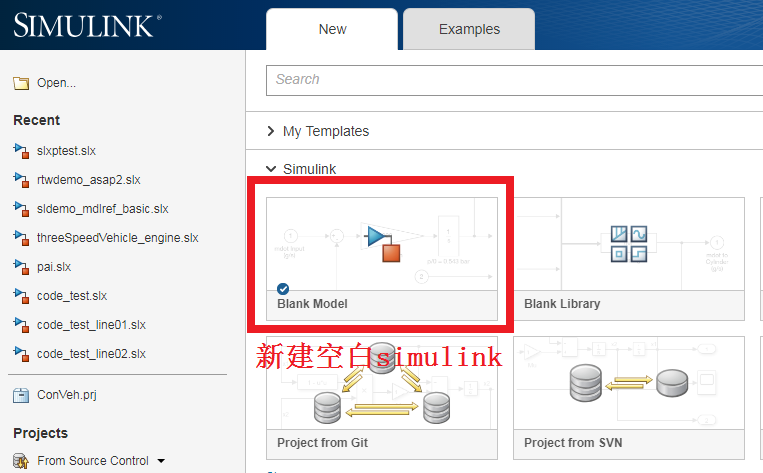 SIMULINK®
New
Examples
Open...
Search
Recent
My Templates
slxptest.slx
Simulink
rtwdemo_asap2.slx
sldemo_mdlref_basic.slx
threeSpeedVehicle_engine.slx
pai.slx
code_test.slx
Blank Model
Blank Library
code_test_line01.slx
code_test_line02.slx
新建空白simulink
ConVeh.prj
Projects
Project from Git
Project from SVN
From Source Control